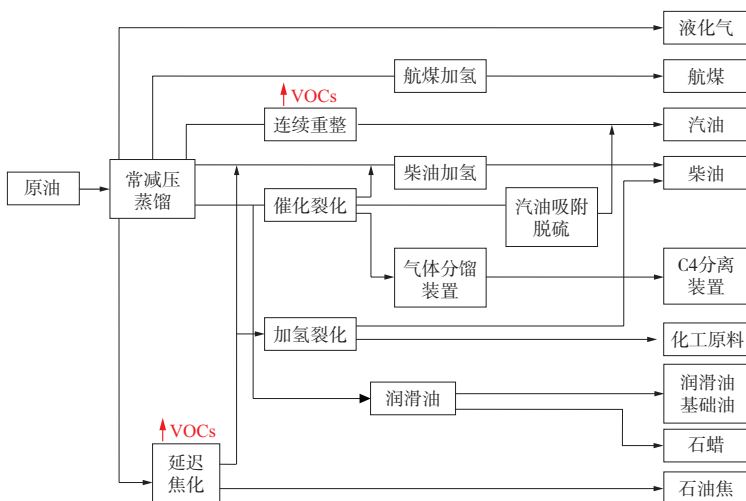 液化气
航煤加氢
航煤
VOCs
连续重整
汽油
原油
常减压
蒸馏
柴油加氢
柴油
催化裂化
汽油吸附
脱硫
气体分馏
装置
C4分离
装置
加氢裂化
化工原料
润滑油
润滑油
基础油
VOCs
石蜡
延迟
焦化
石油焦